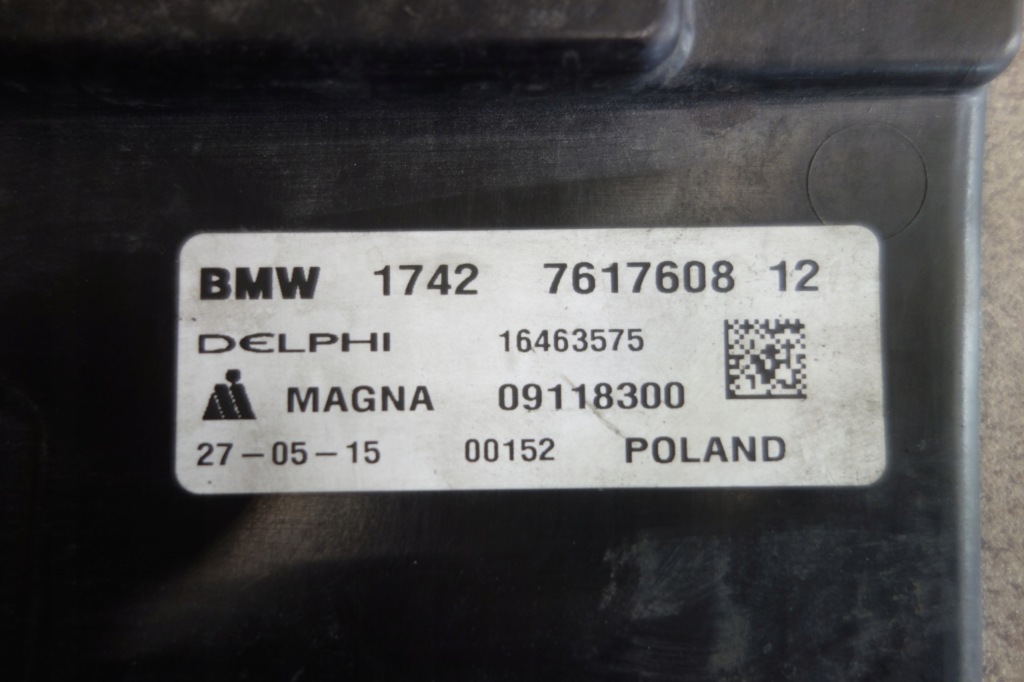 BMW 1742 7617608 12
DELPHI 16463575
MAGNA 09118300
27-05-15 00152 POLAND